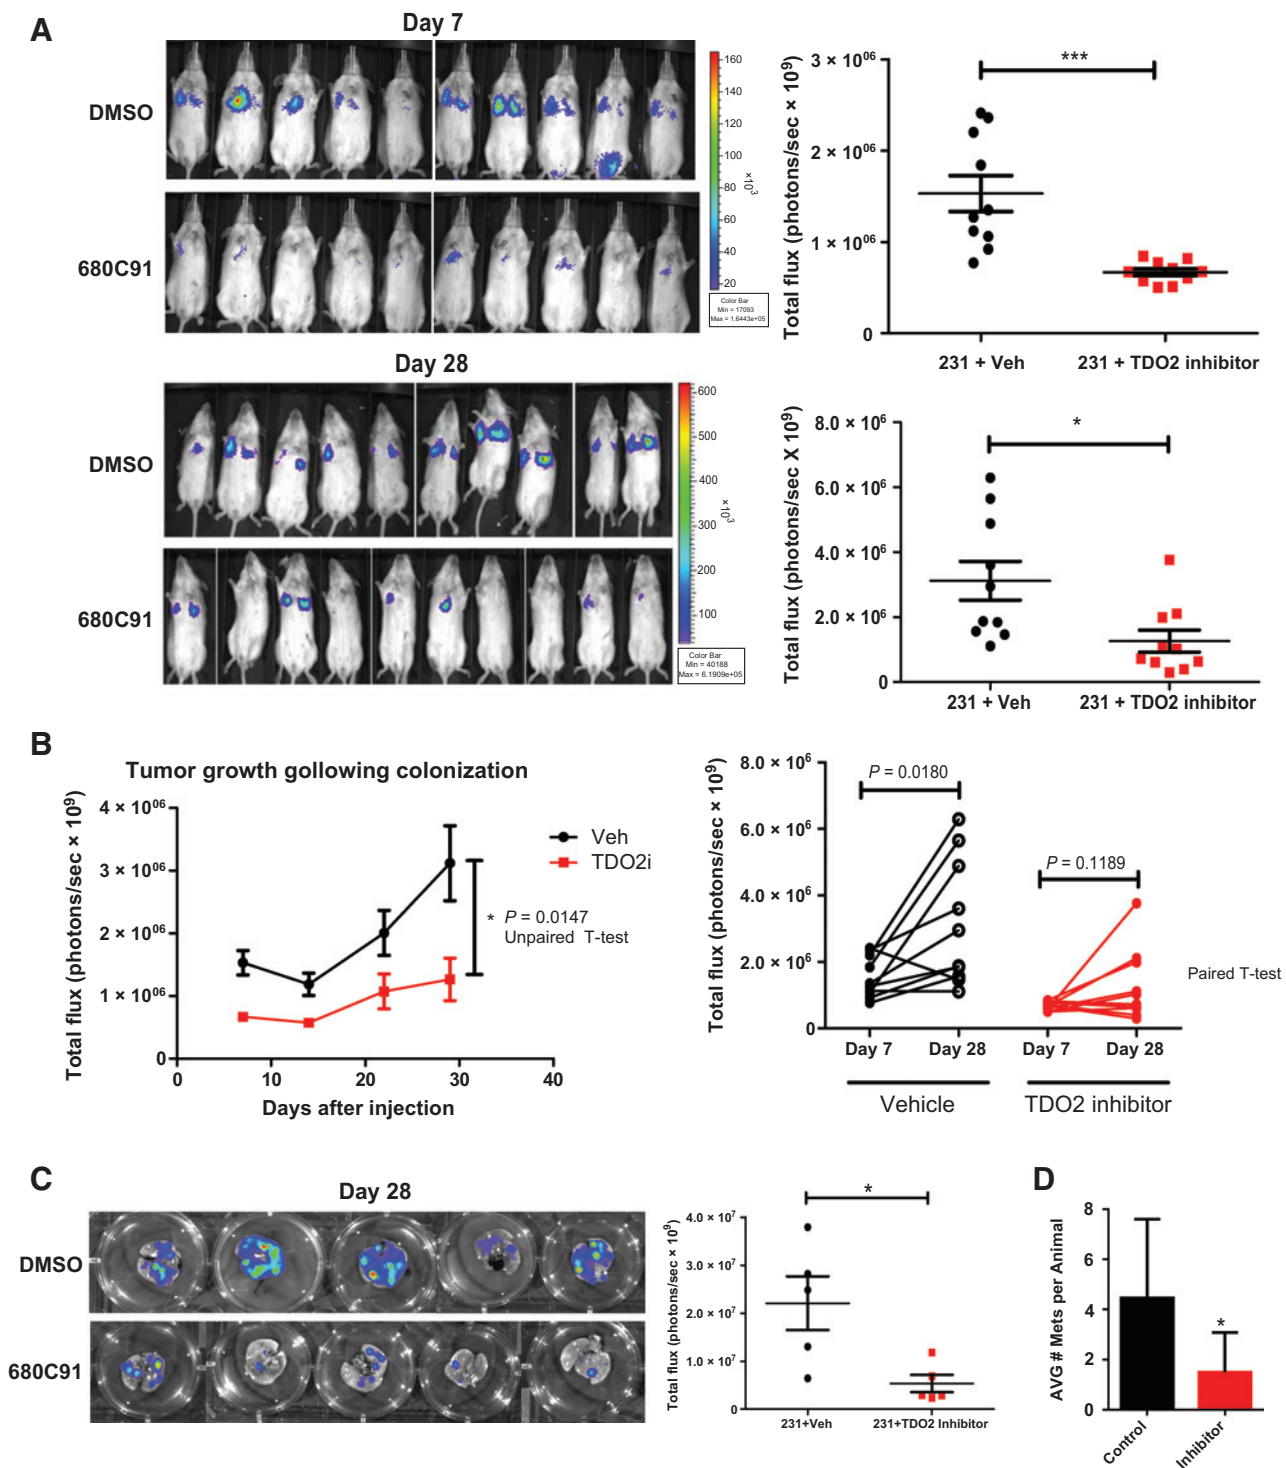 A
Day 7
DMSO
680C91
160
140
120
100
80
60
40
20
×10³
Color Bar
Min = 17093
Max = 1.6443e+05
Total flux (photons/sec × 10⁹)
3 × 10⁰⁶
2 × 10⁰⁶
1 × 10⁰⁶
0
***
231 + Veh
231 + TDO2 inhibitor
Day 28
DMSO
680C91
600
500
400
300
200
100
×10³
Color Bar
Min = 40188
Max = 6.1909e+05
Total flux (photons/sec X 10⁹)
8.0 × 10⁶
6.0 × 10⁶
4.0 × 10⁶
2.0 × 10⁶
0
*
231 + Veh
231 + TDO2 inhibitor
B
Tumor growth gollowing colonization
Total flux (photons/sec × 10⁹)
4 × 10⁰⁶
3 × 10⁰⁶
2 × 10⁰⁶
1 × 10⁰⁶
0
0 10 20 30 40
Days after injection
Veh
TDO2i
* P = 0.0147
Unpaired T-test
Total flux (photons/sec × 10⁹)
8.0 × 10⁶
6.0 × 10⁶
4.0 × 10⁶
2.0 × 10⁶
0
P = 0.0180
P = 0.1189
Paired T-test
Day 7 Day 28 Day 7 Day 28
Vehicle TDO2 inhibitor
C
Day 28
DMSO
680C91
Total flux (photons/sec × 10⁹)
4.0 × 10⁷
3.0 × 10⁷
2.0 × 10⁷
1.0 × 10⁷
0
*
231+Veh
231+TDO2 Inhibitor
D
AVG # Mets per Animal
8
6
4
2
0
*
Control
Inhibitor